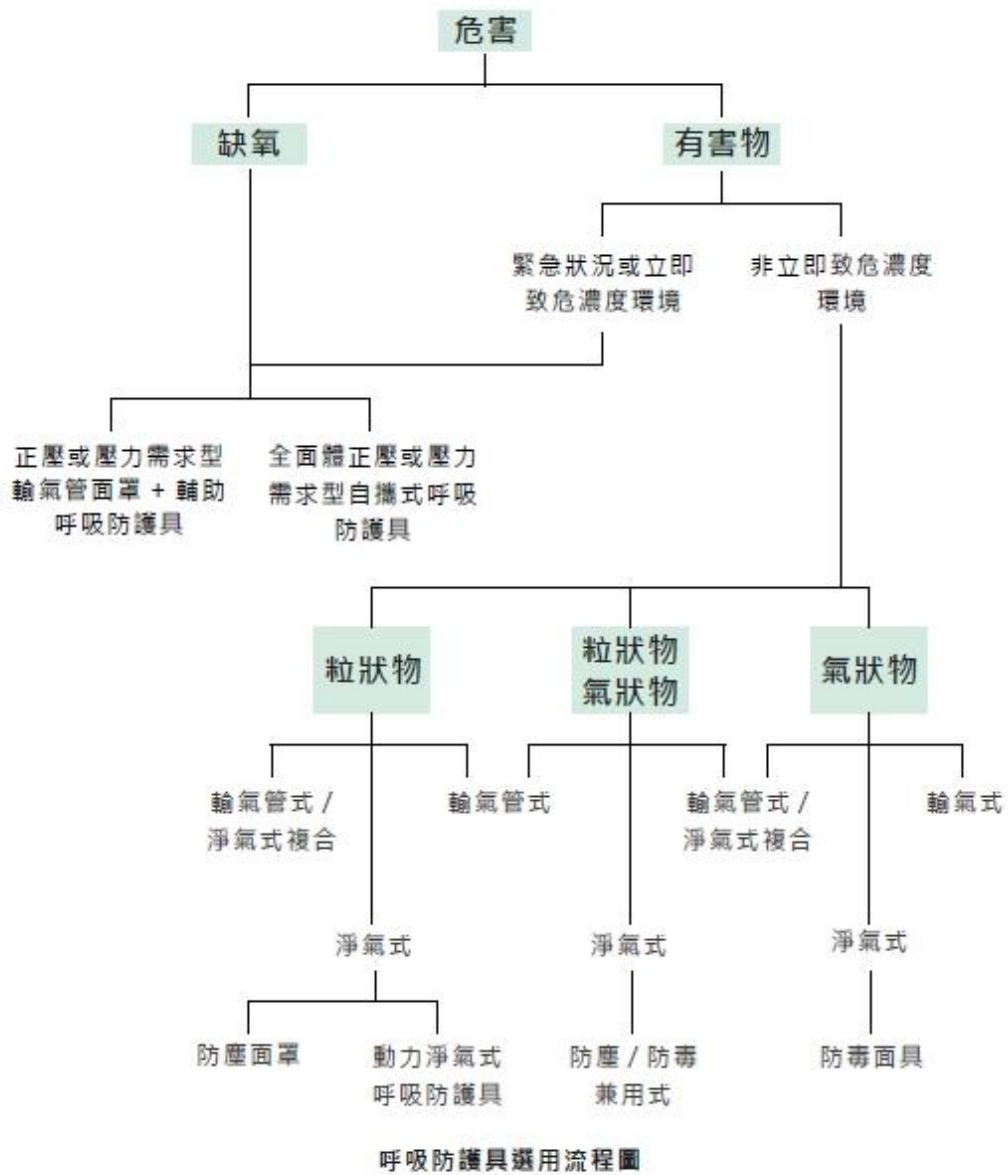 危害
缺氧
有害物
緊急狀況或立即
致危濃度環境
非立即致危濃度
環境
正壓或壓力需求型
輸氣管面罩 + 輔助
呼吸防護具
全面體正壓或壓力
需求型自攜式呼吸
防護具
粒狀物
粒狀物
氣狀物
氣狀物
輸氣管式 /
淨氣式複合
輸氣管式
輸氣管式 /
淨氣式複合
輸氣式
淨氣式
淨氣式
淨氣式
防塵面罩
動力淨氣式
呼吸防護具
防塵 / 防毒
兼用式
防毒面具
呼吸防護具選用流程圖